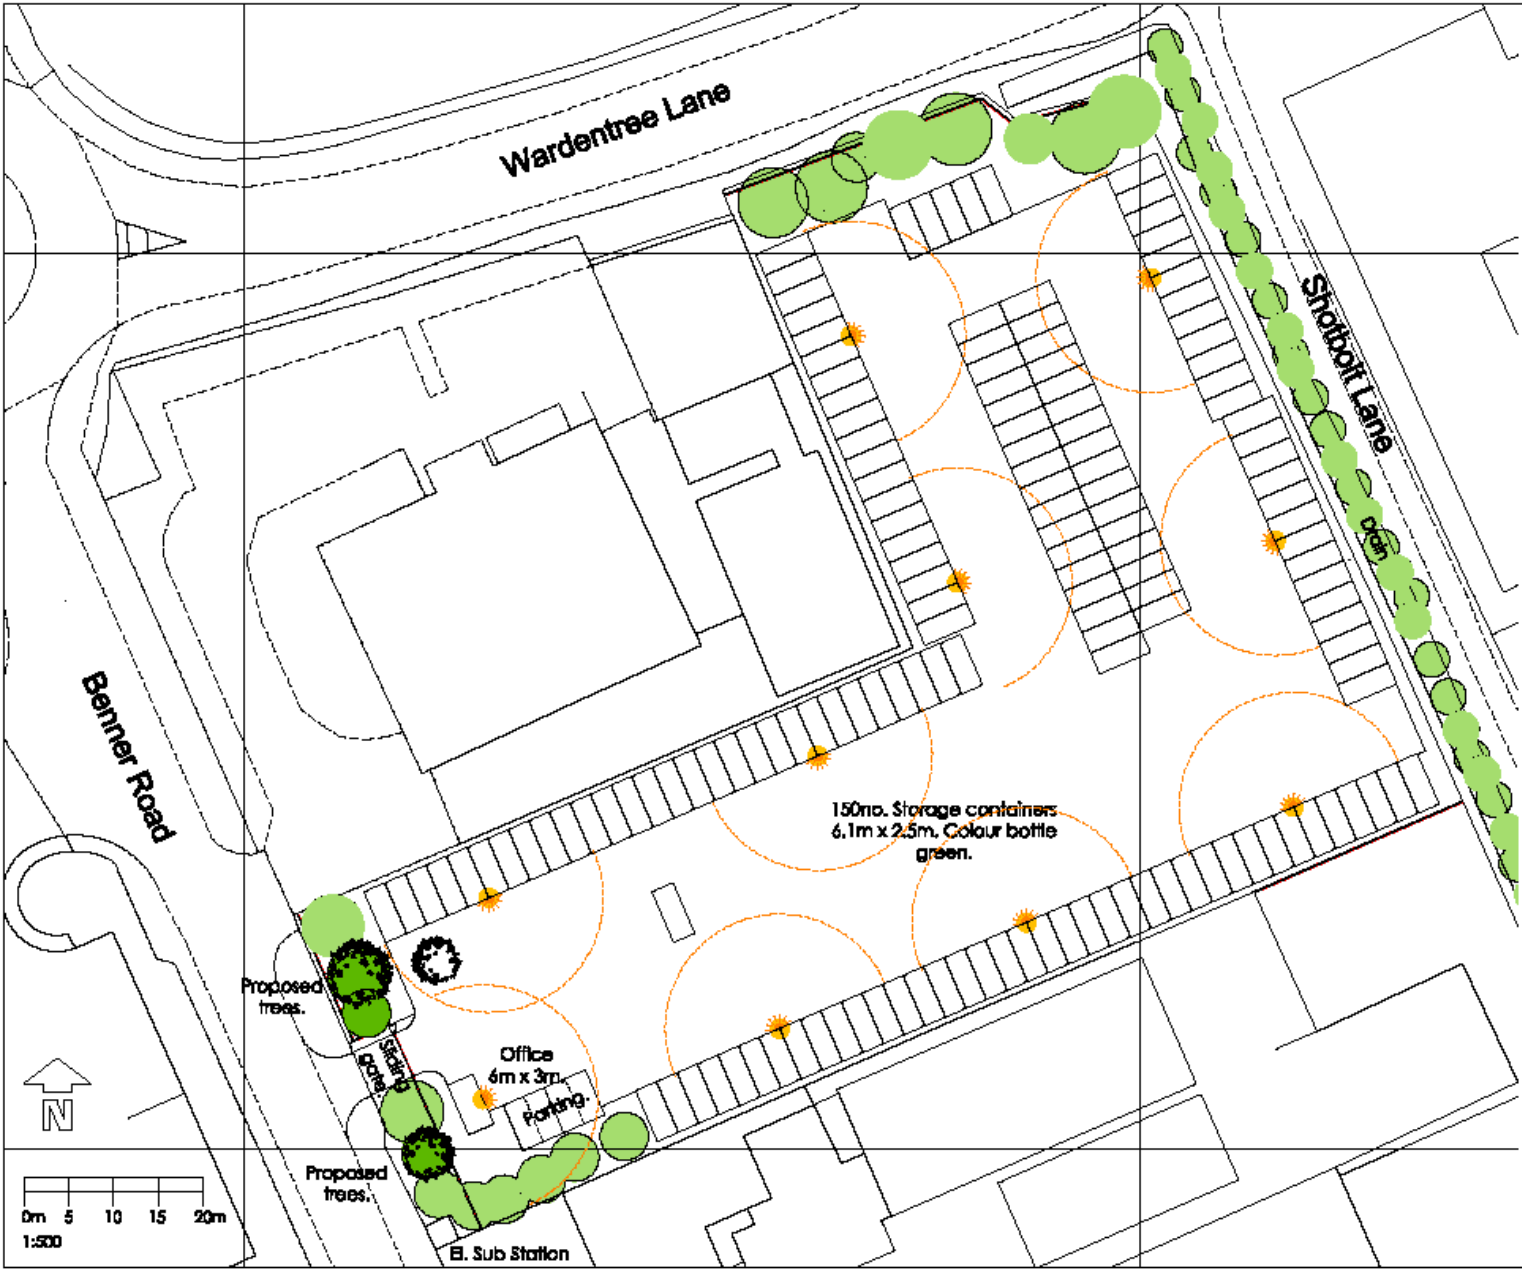 Wardentree Lane
Shotbolt Lane
Drain
Benner Road
150no. Storage containers
6.1m x 2.5m. Colour bottle
green.
Proposed
trees.
Sliding
gate.
Office
6m x 3m.
Parking.
Proposed
trees.
N
0m 5 10 15 20m
1:500
El. Sub Station